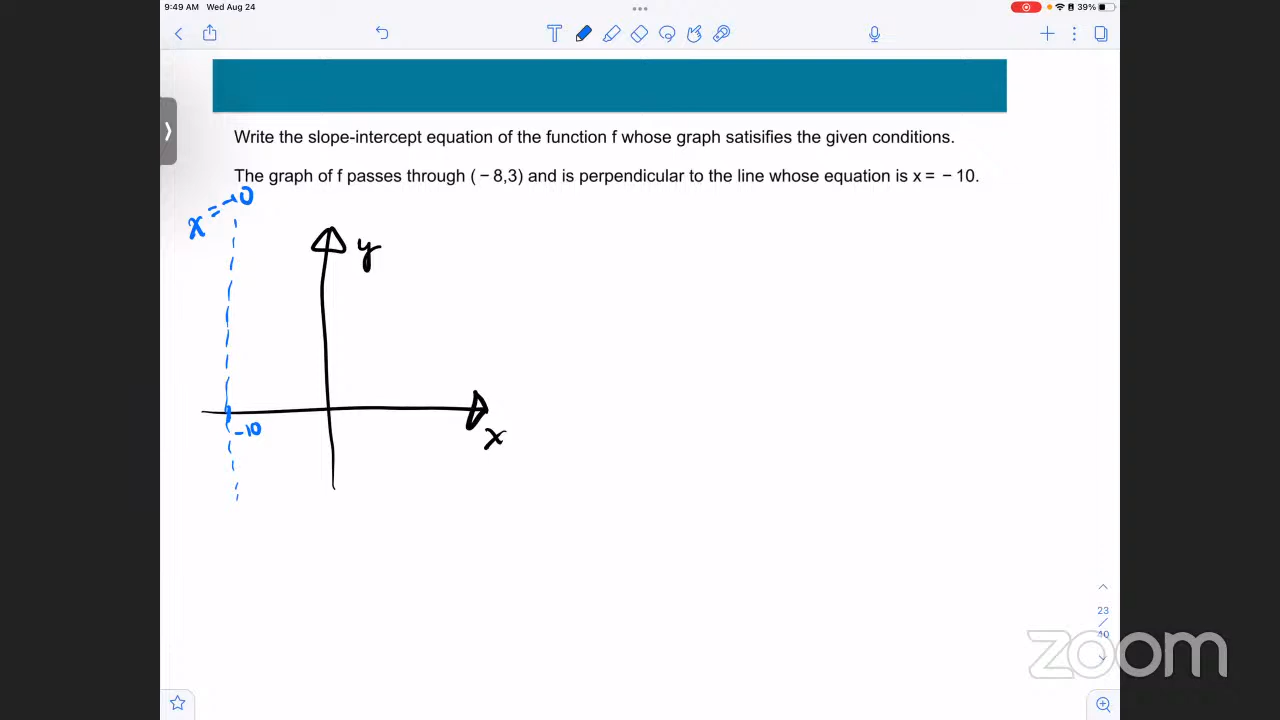 9:49 AM Wed Aug 24
39%
T
Write the slope-intercept equation of the function f whose graph satisifies the given conditions.
The graph of f passes through (−8,3) and is perpendicular to the line whose equation is x = −10.
x = -10
y
-10
x
23
/
40
zoom